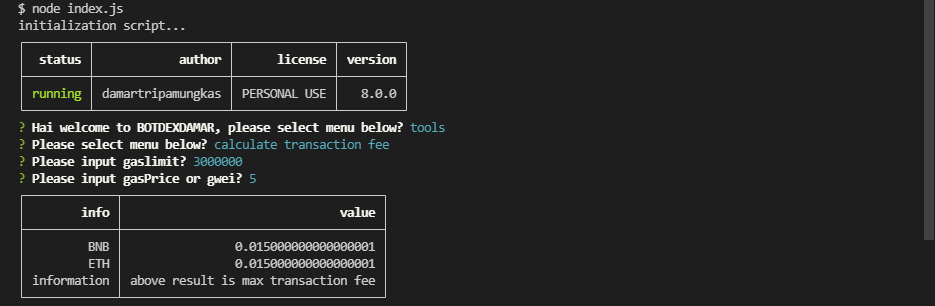 $ node index.js
initialization script...
status author license version
running damartripamungkas PERSONAL USE 8.0.0
? Hai welcome to BOTDEXDAMAR, please select menu below? tools
? Please select menu below? calculate transaction fee
? Please input gaslimit? 3000000
? Please input gasPrice or gwei? 5
info value
BNB 0.015000000000000001
ETH 0.015000000000000001
information above result is max transaction fee